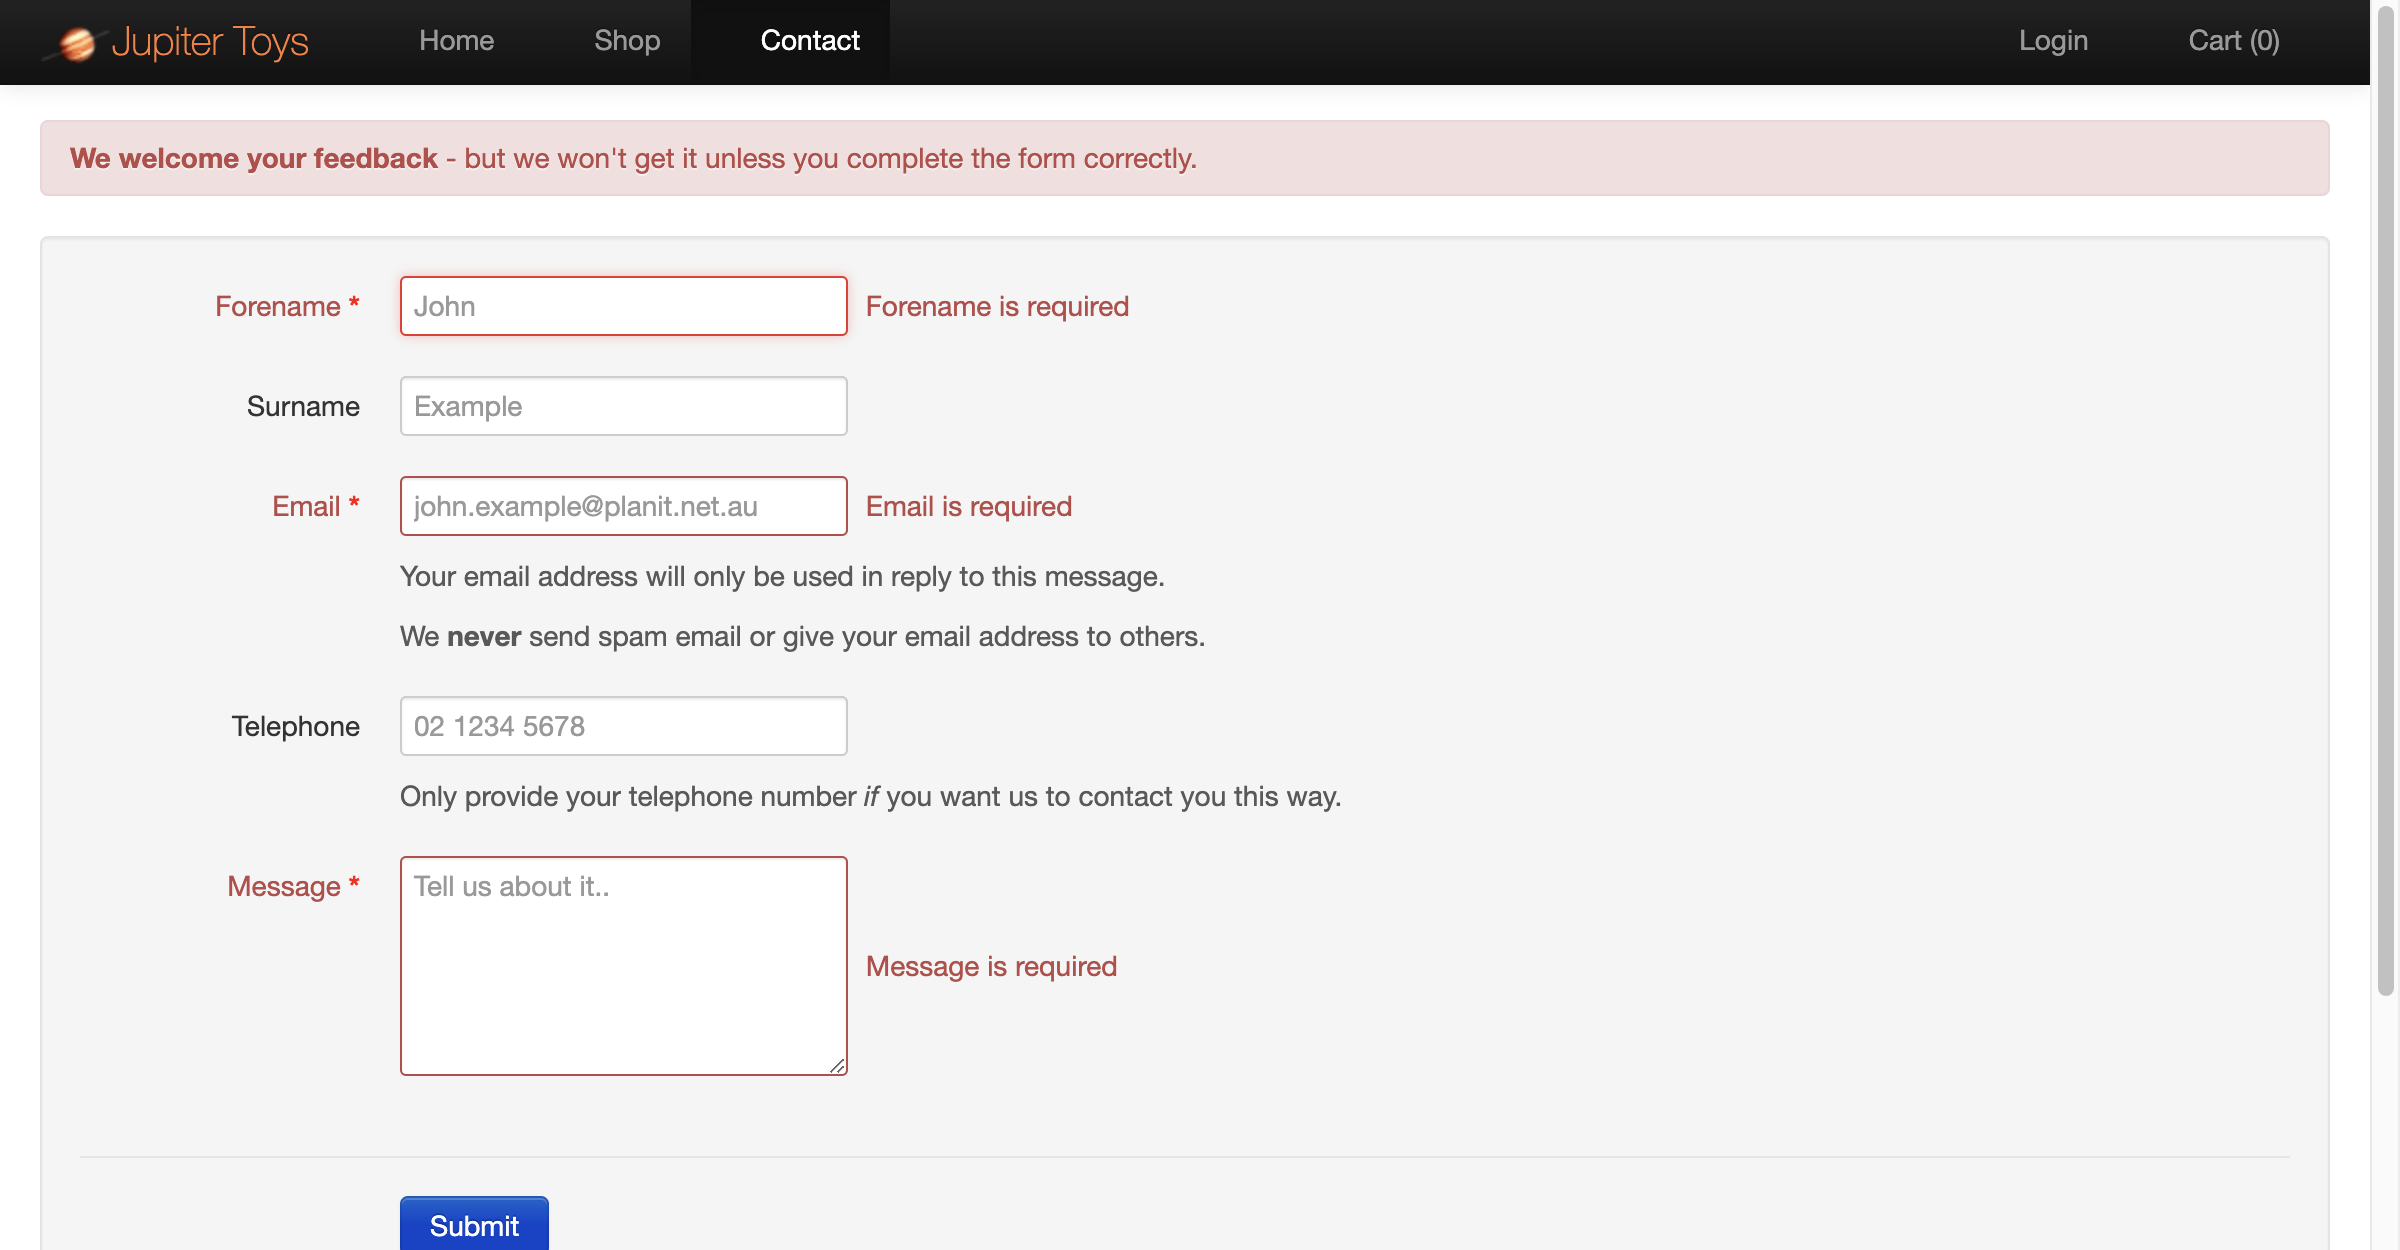 Jupiter Toys Home Shop Contact Login Cart (0)
We welcome your feedback - but we won't get it unless you complete the form correctly.
Forename * John Forename is required
Surname Example
Email * john.example@planit.net.au Email is required
Your email address will only be used in reply to this message.
We never send spam email or give your email address to others.
Telephone 02 1234 5678
Only provide your telephone number if you want us to contact you this way.
Message * Tell us about it..
Message is required
Submit